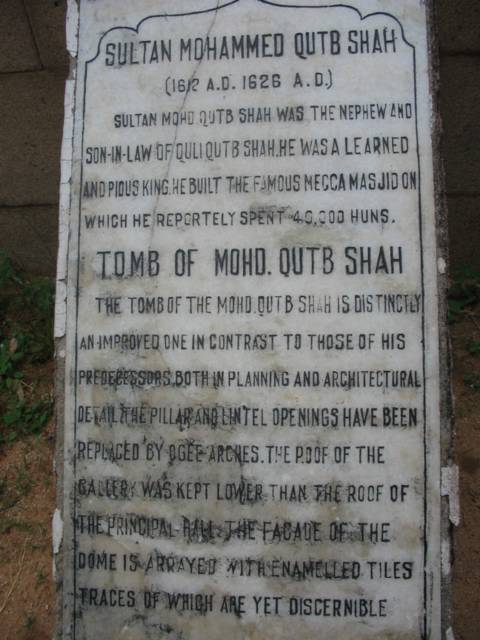 SULTAN MOHAMMED QUTB SHAH
(1612 A.D. 1626 A.D.)
SULTAN MOHD QUTB SHAH WAS THE NEPHEW AND
SON-IN-LAW OF QULI QUTB SHAH.HE WAS A LEARNED
AND PIOUS KING.HE BUILT THE FAMOUS MECCA MASJID ON
WHICH HE REPORTELY SPENT 40,000 HUNS.
TOMB OF MOHD. QUTB SHAH
THE TOMB OF THE MOHD.QUTB SHAH IS DISTINCTLY
AN IMPROVED ONE IN CONTRAST TO THOSE OF HIS
PREDECESSORS.BOTH IN PLANNING AND ARCHITECTURAL
DETAIL.THE PILLAR AND LINTEL OPENINGS HAVE BEEN
REPLACED BY OGEE ARCHES.THE ROOF OF THE
GALLERY WAS KEPT LOWER THAN THE ROOF OF
THE PRINCIPAL HALL.THE FACADE OF THE
DOME IS ARRAYED WITH ENAMELLED TILES
TRACES OF WHICH ARE YET DISCERNIBLE